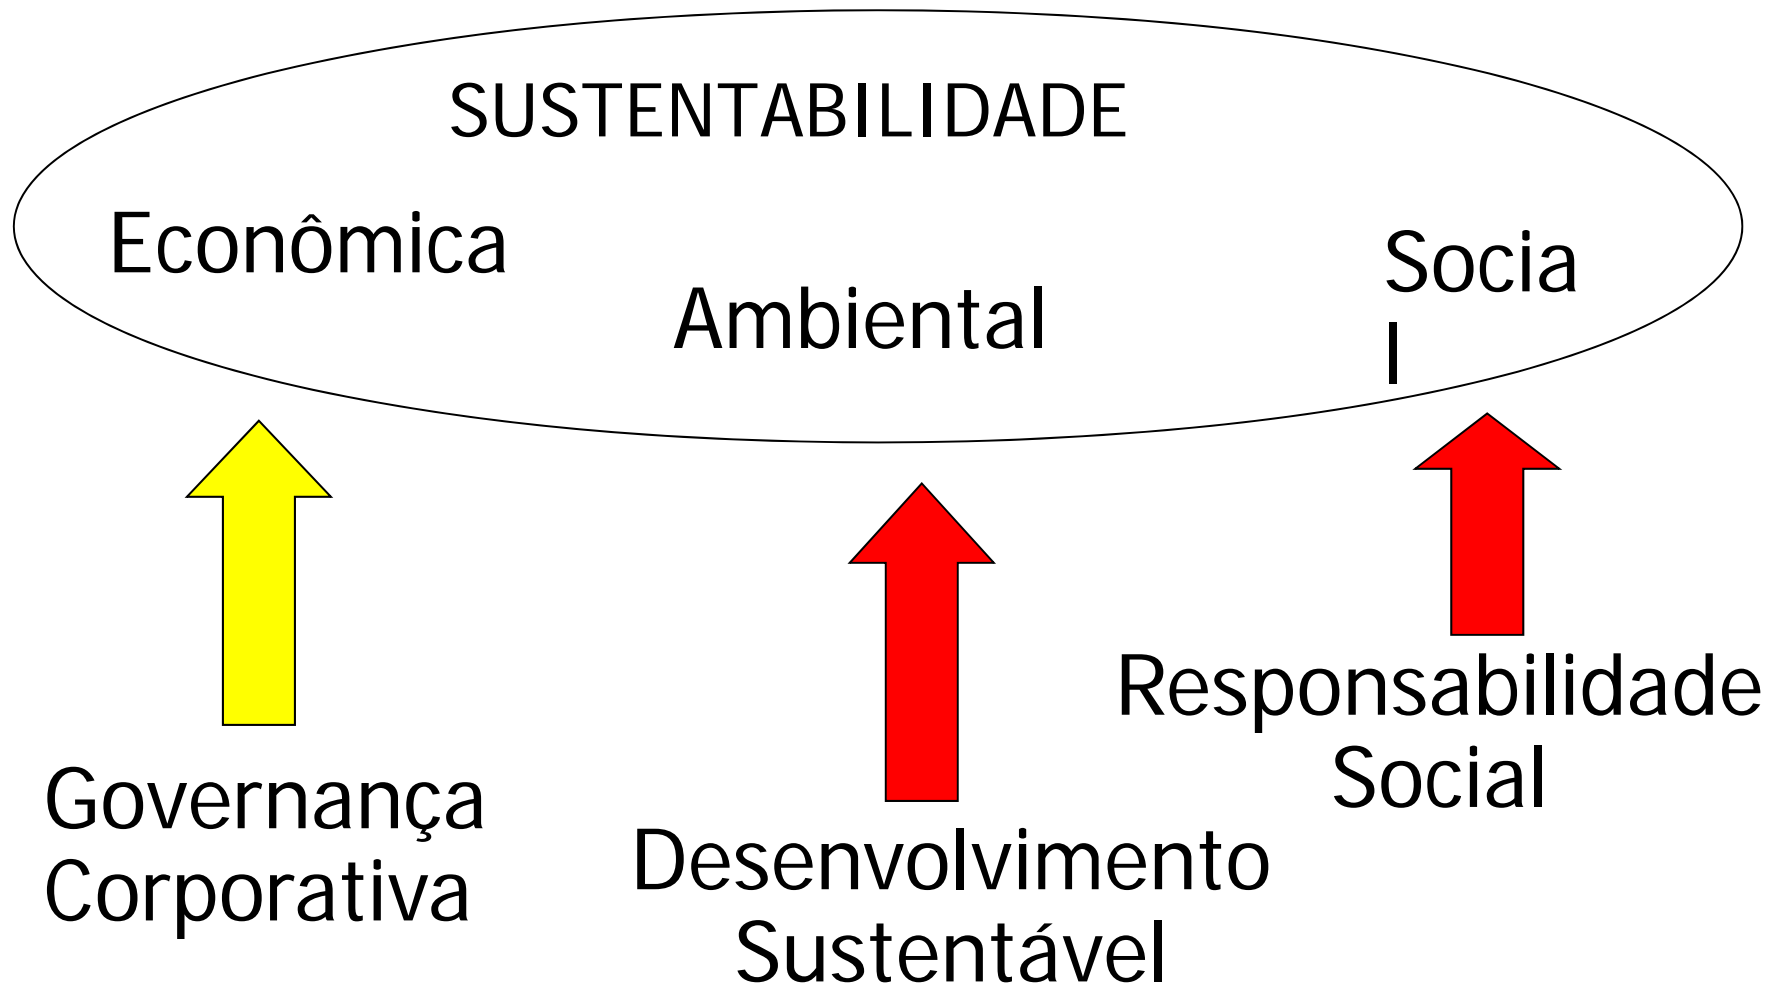 SUSTENTABILIDADE
Econômica
Ambiental
Socia
l
Governança
Corporativa
Desenvolvimento
Sustentável
Responsabilidade
Social